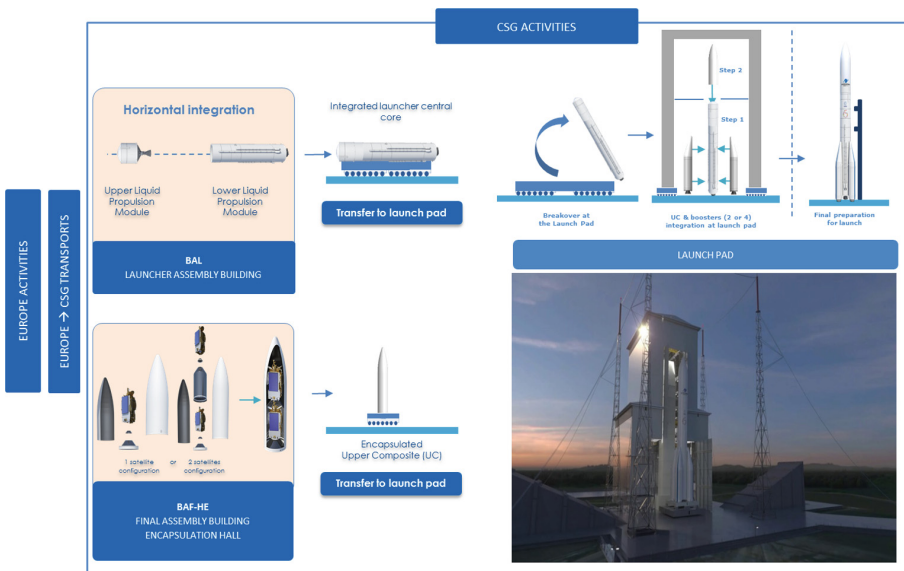 CSG ACTIVITIES
EUROPE ACTIVITIES
EUROPE → CSG TRANSPORTS
Horizontal integration
Upper Liquid
Propulsion
Module
Lower Liquid
Propulsion
Module
BAL
LAUNCHER ASSEMBLY BUILDING
Integrated launcher central
core
Transfer to launch pad
Breakover at
the Launch Pad
Step 2
Step 1
UC & boosters (2 or 4)
integration at launch pad
Final preparation
for launch
LAUNCH PAD
1 satellite
configuration
or
2 satellites
configuration
BAF-HE
FINAL ASSEMBLY BUILDING
ENCAPSULATION HALL
Encapsulated
Upper Composite (UC)
Transfer to launch pad